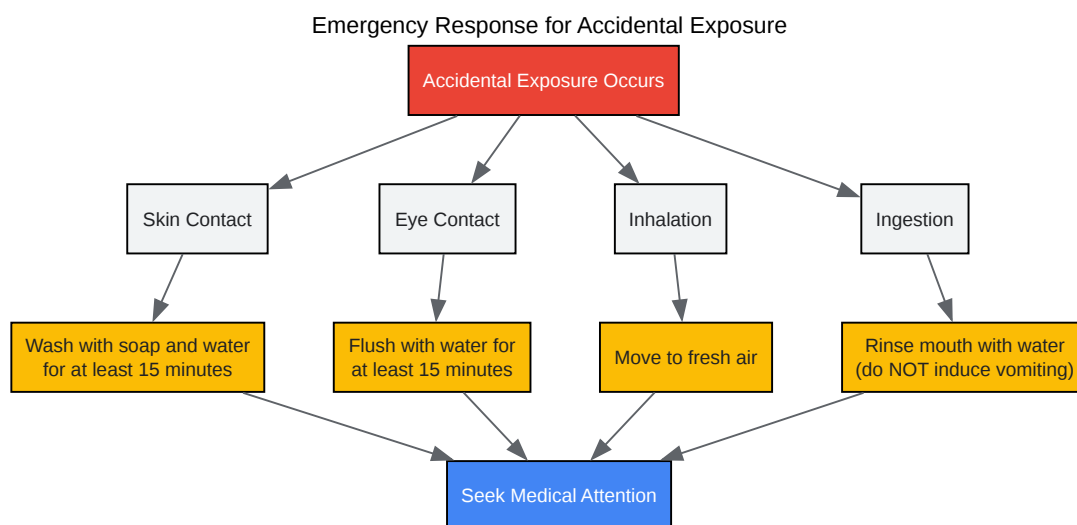 Emergency Response for Accidental Exposure
Accidental Exposure Occurs
Skin Contact
Eye Contact
Inhalation
Ingestion
Wash with soap and water
for at least 15 minutes
Flush with water for
at least 15 minutes
Move to fresh air
Rinse mouth with water
(do NOT induce vomiting)
Seek Medical Attention